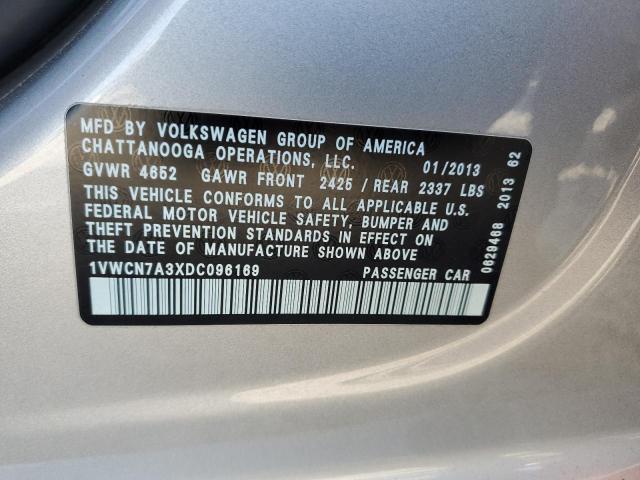 MFD BY VOLKSWAGEN GROUP OF AMERICA
CHATTANOOGA OPERATIONS, LLC. 01/2013
GVWR 4652 GAWR FRONT 2425 / REAR 2337 LBS
THIS VEHICLE CONFORMS TO ALL APPLICABLE U.S.
FEDERAL MOTOR VEHICLE SAFETY, BUMPER AND
THEFT PREVENTION STANDARDS IN EFFECT ON
THE DATE OF MANUFACTURE SHOWN ABOVE
1VWCN7A3XDC096169 PASSENGER CAR
0629468 2013 62